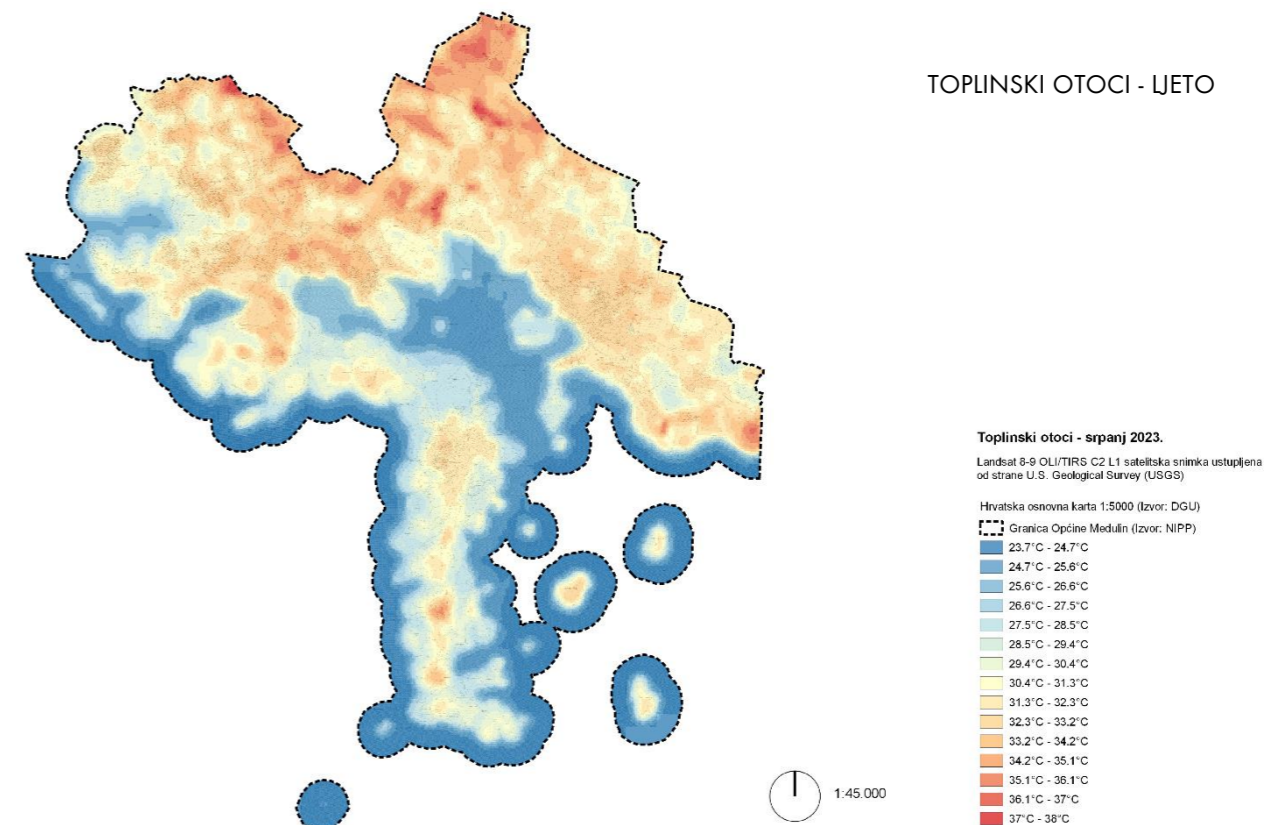 TOPLINSKI OTOCI - LJETO
Toplinski otoci - srpanj 2023.
Landsat 8-9 OLI/TIRS C2 L1 satelitska snimka ustupljena
od strane U.S. Geological Survey (USGS)
Hrvatska osnovna karta 1:5000 (Izvor: DGU)
Granica Općine Medulin (Izvor: NIPP)
23.7°C - 24.7°C
24.7°C - 25.6°C
25.6°C - 26.6°C
26.6°C - 27.5°C
27.5°C - 28.5°C
28.5°C - 29.4°C
29.4°C - 30.4°C
30.4°C - 31.3°C
31.3°C - 32.3°C
32.3°C - 33.2°C
33.2°C - 34.2°C
34.2°C - 35.1°C
35.1°C - 36.1°C
36.1°C - 37°C
37°C - 38°C
1:45.000